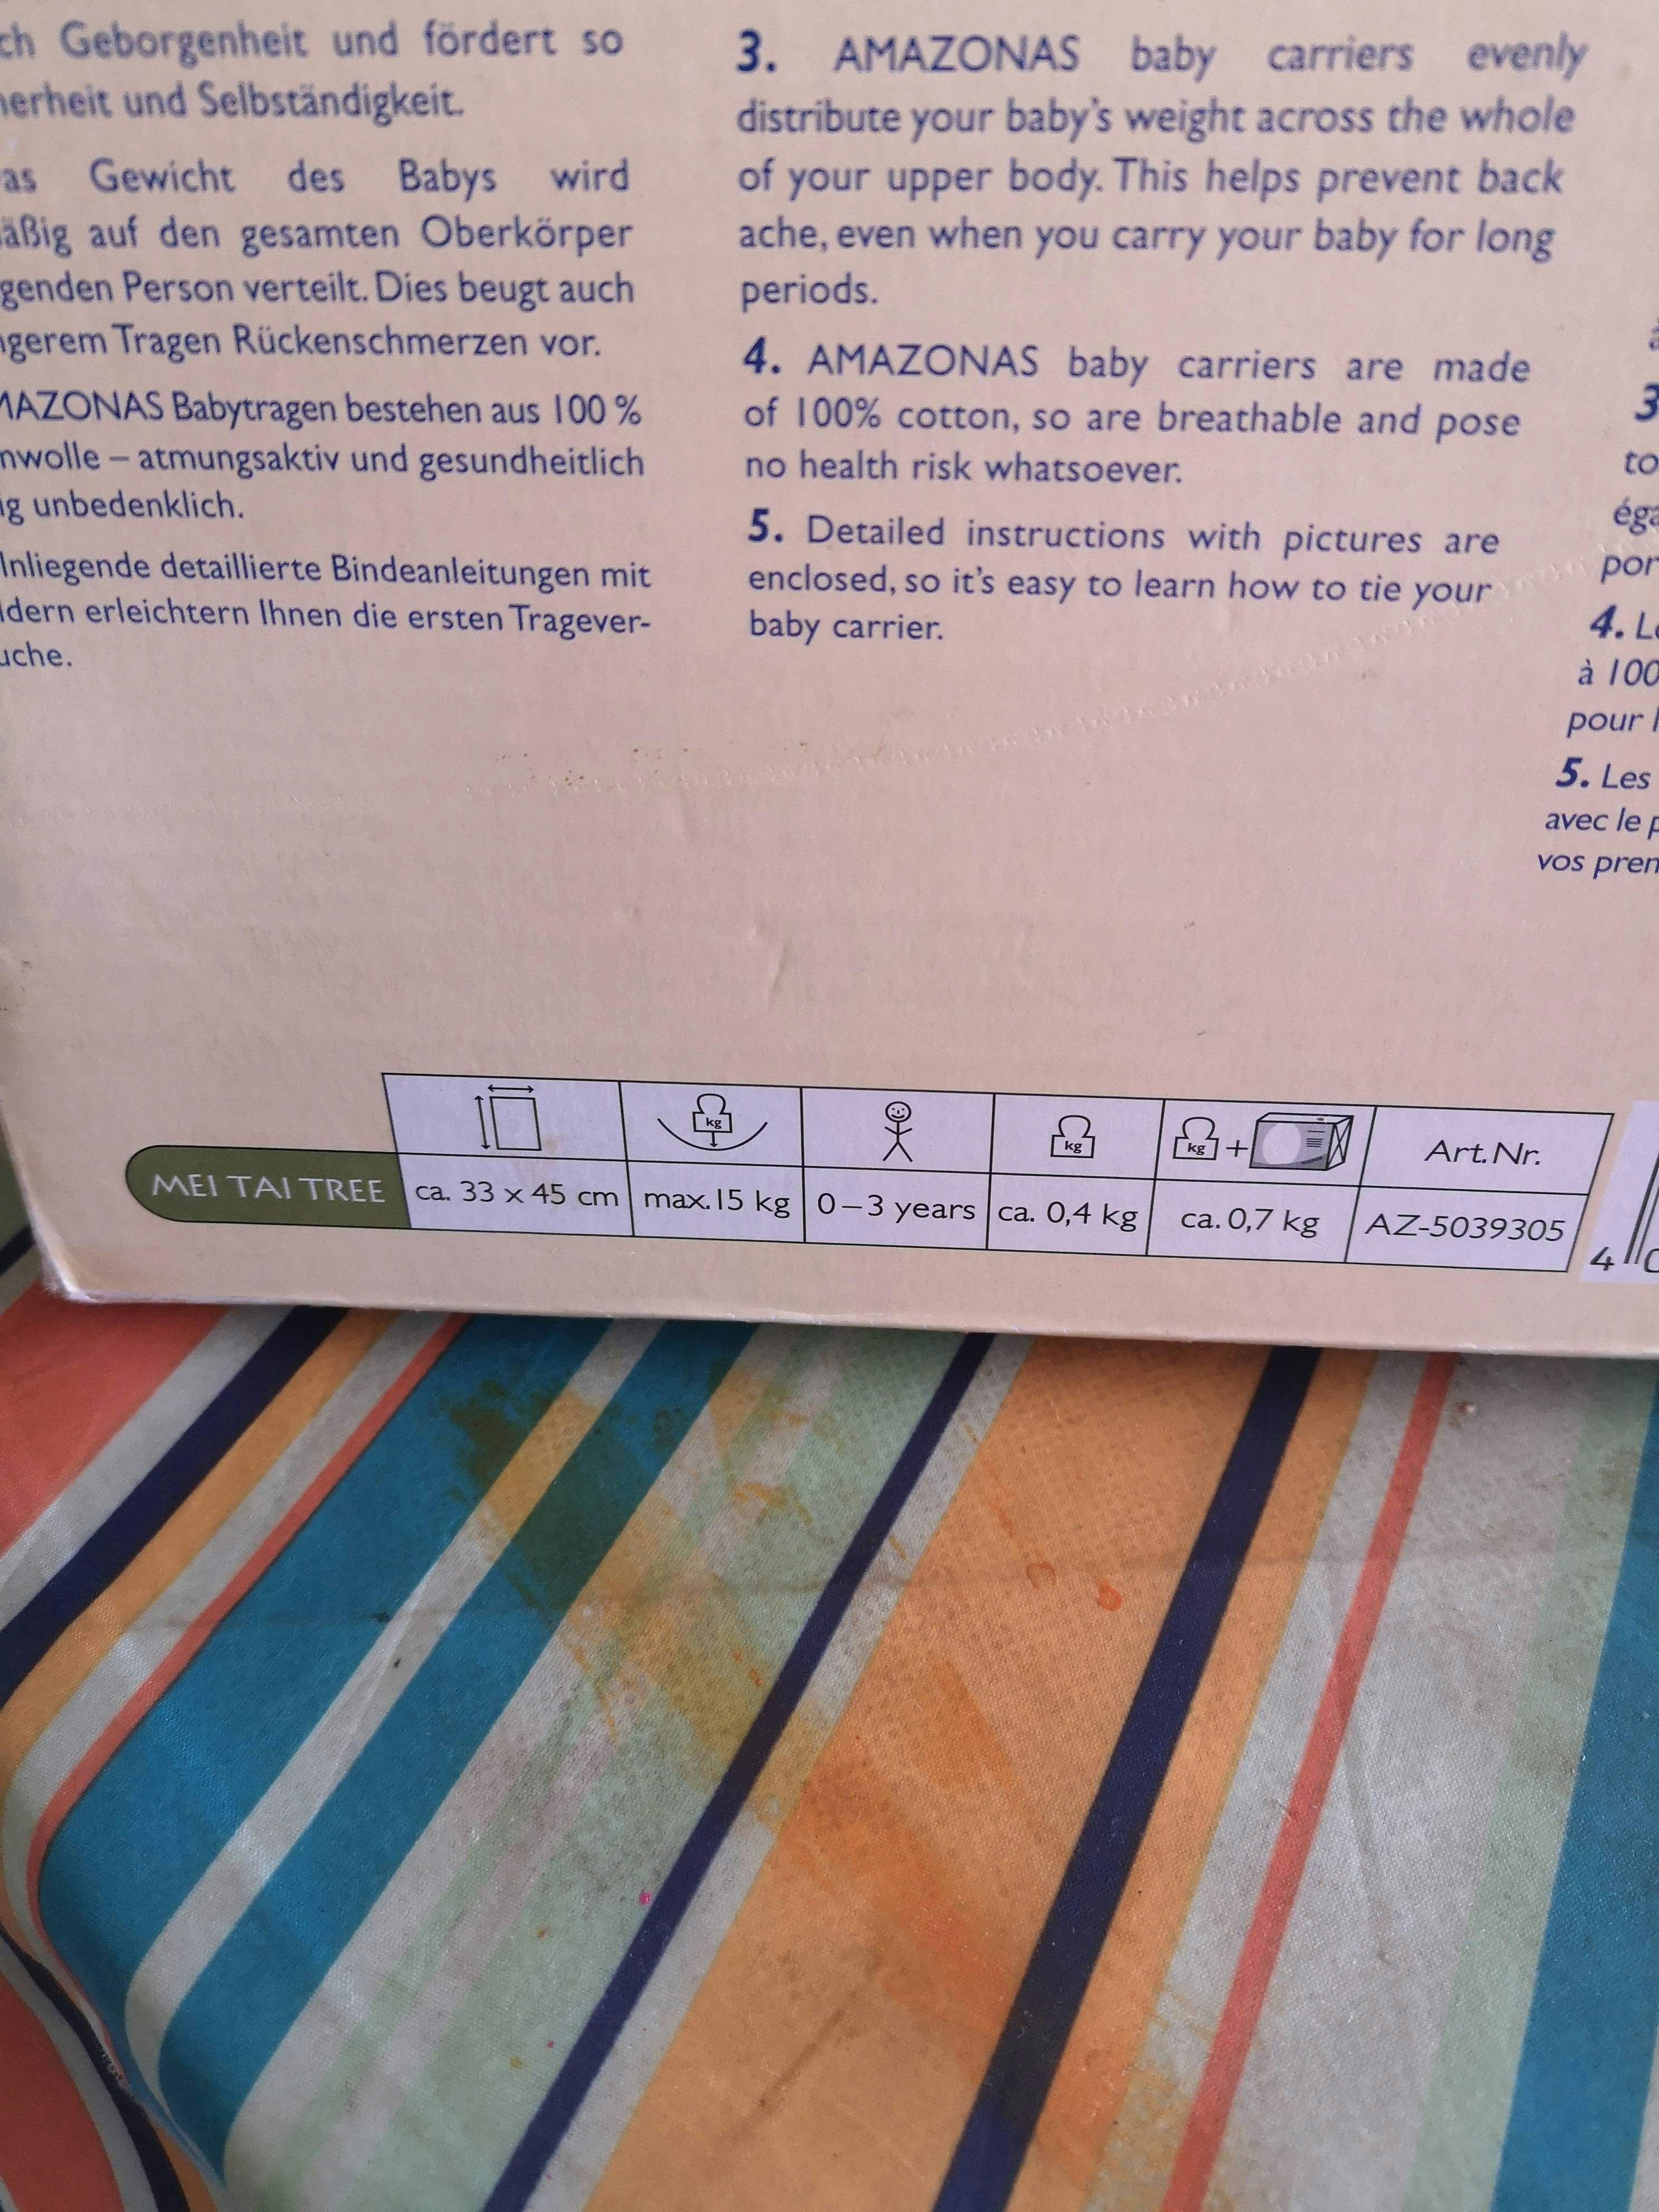 ch Geborgenheit und fördert so
herheit und Selbständigkeit.
as Gewicht des Babys wird
äßig auf den gesamten Oberkörper
genden Person verteilt. Dies beugt auch
ngerem Tragen Rückenschmerzen vor.
MAZONAS Babytragen bestehen aus 100 %
mwolle – atmungsaktiv und gesundheitlich
ig unbedenklich.
Inliegende detaillierte Bindeanleitungen mit
ldern erleichtern Ihnen die ersten Tragever-
uche.
3. AMAZONAS baby carriers evenly
distribute your baby's weight across the whole
of your upper body. This helps prevent back
ache, even when you carry your baby for long
periods.
4. AMAZONAS baby carriers are made
of 100% cotton, so are breathable and pose
no health risk whatsoever.
5. Detailed instructions with pictures are
enclosed, so it's easy to learn how to tie your
baby carrier.
3
to
éga
por
4. Le
à 100
pour l
5. Les
avec le p
vos pren
kg kg kg + Art. Nr.
MEI TAI TREE ca. 33 x 45 cm max. 15 kg 0–3 years ca. 0,4 kg ca. 0,7 kg AZ-5039305
4